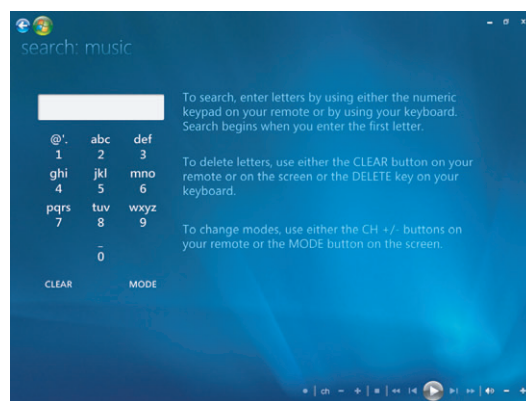 search: music
To search, enter letters by using either the numeric
keypad on your remote or by using your keyboard.
Search begins when you enter the first letter.
To delete letters, use either the CLEAR button on your
remote or on the screen or the DELETE key on your
keyboard.
To change modes, use either the CH +/- buttons on
your remote or the MODE button on the screen.
@'. abc def
1 2 3
ghi jkl mno
4 5 6
pqrs tuv wxyz
7 8 9
_
0
CLEAR MODE
ch - +
- +